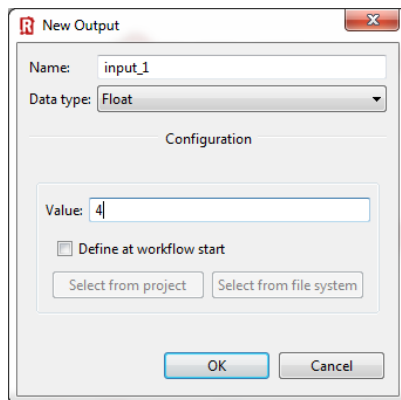 New Output
Name: input_1
Data type: Float
Configuration
Value: 4
Define at workflow start
Select from project Select from file system
OK Cancel